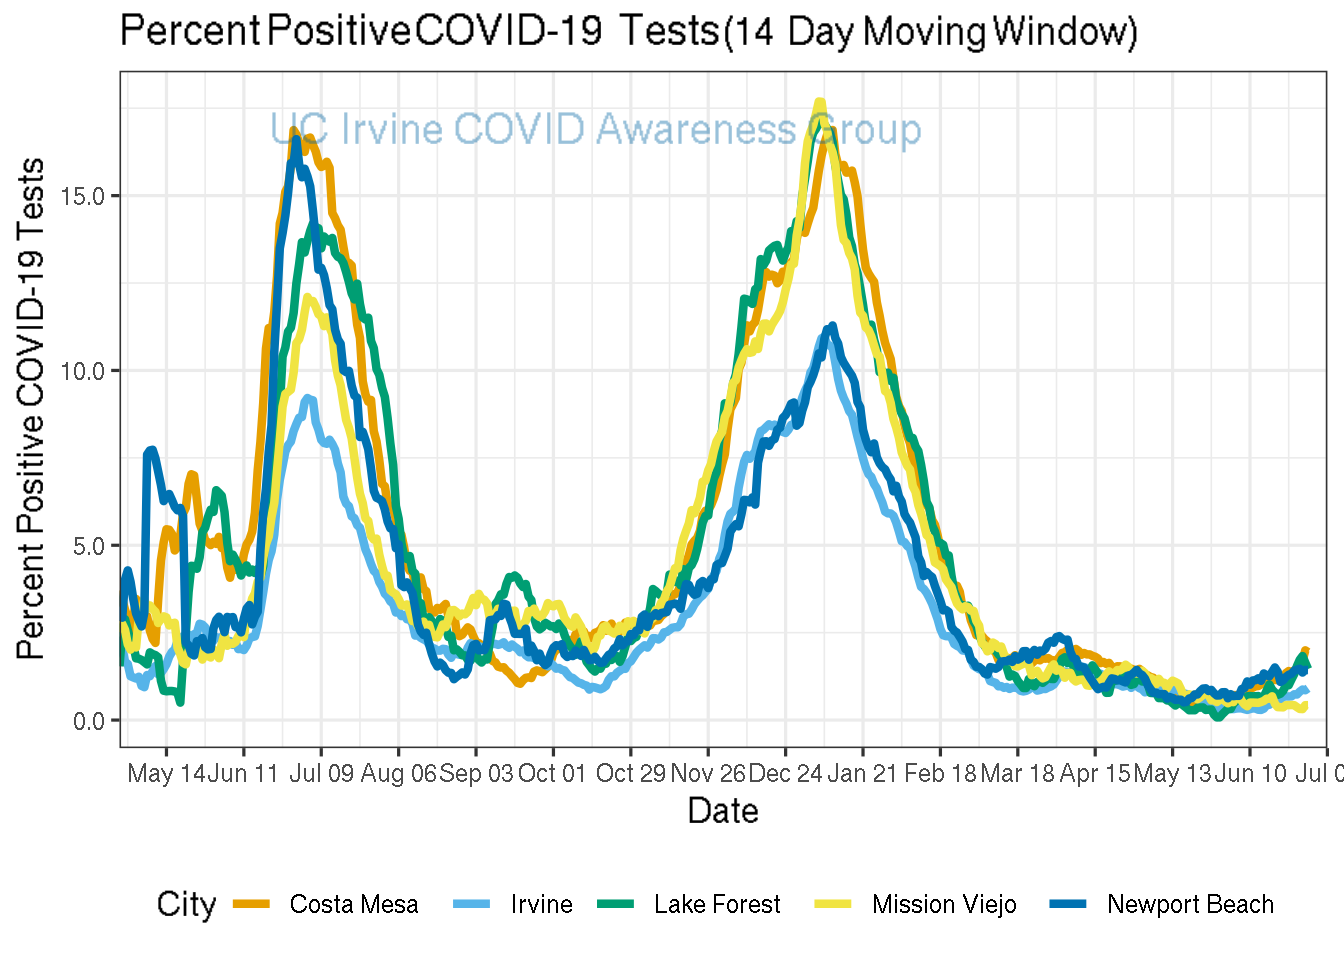 Percent Positive COVID-19 Tests(14 Day Moving Window)
UC Irvine COVID Awareness Group
Percent Positive COVID-19 Tests
15.0
10.0
5.0
0.0
May 14 Jun 11 Jul 09 Aug 06 Sep 03 Oct 01 Oct 29 Nov 26 Dec 24 Jan 21 Feb 18 Mar 18 Apr 15 May 13 Jun 10 Jul 0
Date
City Costa Mesa Irvine Lake Forest Mission Viejo Newport Beach